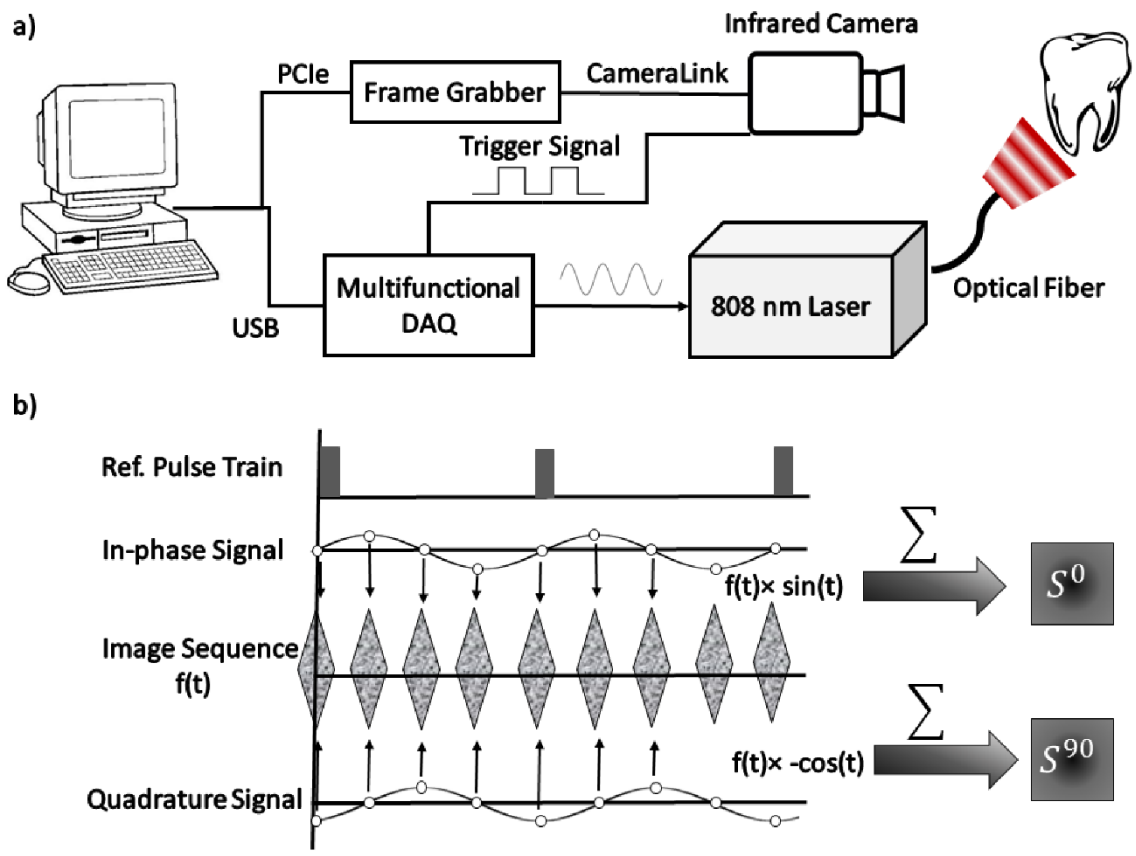 a)
Infrared Camera
PCIe
Frame Grabber
CameraLink
Trigger Signal
Multifunctional
DAQ
USB
808 nm Laser
Optical Fiber
b)
Ref. Pulse Train
In-phase Signal
∑
f(t)× sin(t)
S⁰
Image Sequence
f(t)
∑
f(t)× -cos(t)
S⁹⁰
Quadrature Signal